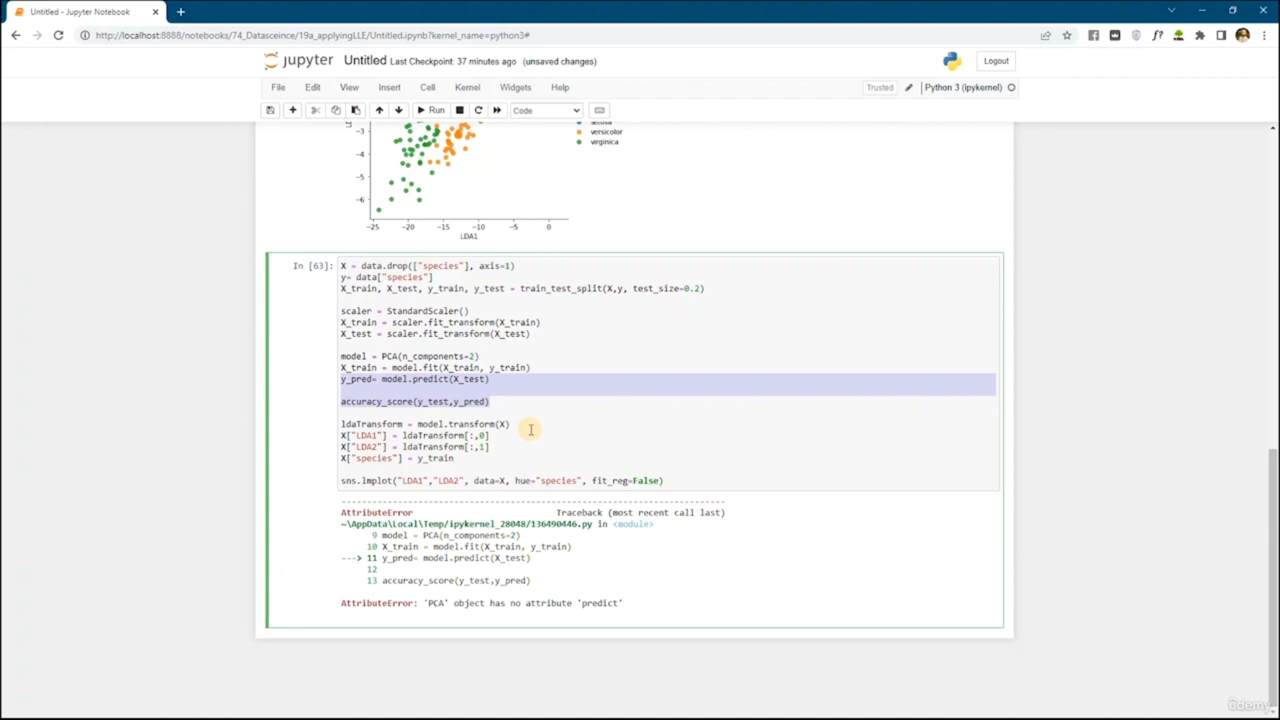 Untitled - Jupyter Notebook
http://localhost:8888/notebooks/74_Datasceince/19a_applyingLLE/Untitled.ipynb?kernel_name=python3#
jupyter Untitled Last Checkpoint: 37 minutes ago (unsaved changes) Logout
File Edit View Insert Cell Kernel Widgets Help Trusted Python 3 (ipykernel)
Run Code
-3
-4
-5
-6
-25 -20 -15 -10 -5 0
LDA1
versicolor
virginica
In [63]:
X = data.drop(["species"], axis=1)
y= data["species"]
X_train, X_test, y_train, y_test = train_test_split(X,y, test_size=0.2)
scaler = StandardScaler()
X_train = scaler.fit_transform(X_train)
X_test = scaler.fit_transform(X_test)
model = PCA(n_components=2)
X_train = model.fit(X_train, y_train)
y_pred= model.predict(X_test)
accuracy_score(y_test,y_pred)
ldaTransform = model.transform(X)
X["LDA1"] = ldaTransform[:,0]
X["LDA2"] = ldaTransform[:,1]
X["species"] = y_train
sns.lmplot("LDA1","LDA2", data=X, hue="species", fit_reg=False)
---------------------------------------------------------------------------
AttributeError Traceback (most recent call last)
~\AppData\Local\Temp/ipykernel_28048/136490446.py in <module>
9 model = PCA(n_components=2)
10 X_train = model.fit(X_train, y_train)
---> 11 y_pred= model.predict(X_test)
12
13 accuracy_score(y_test,y_pred)
AttributeError: 'PCA' object has no attribute 'predict'
ûdemy